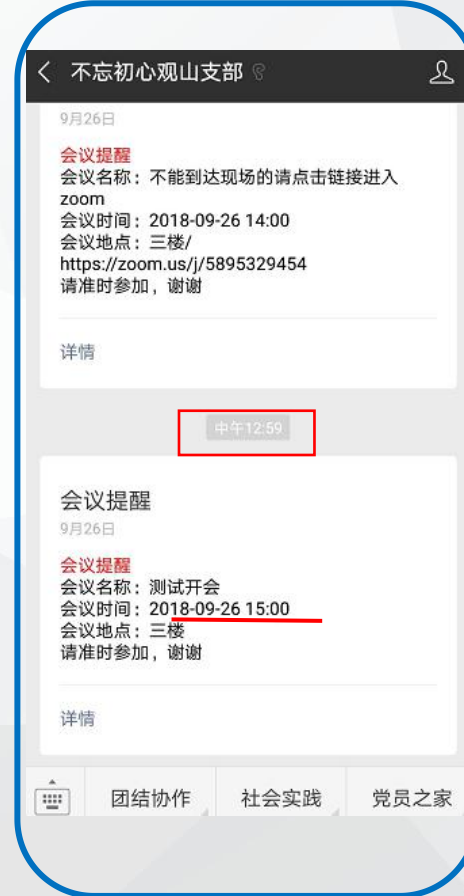 不忘初心观山支部
9月26日
会议提醒
会议名称：不能到达现场的请点击链接进入
zoom
会议时间：2018-09-26 14:00
会议地点：三楼/
https://zoom.us/j/5895329454
请准时参加，谢谢
详情
中午12:59
会议提醒
9月26日
会议提醒
会议名称：测试开会
会议时间：2018-09-26 15:00
会议地点：三楼
请准时参加，谢谢
详情
团结协作 社会实践 党员之家